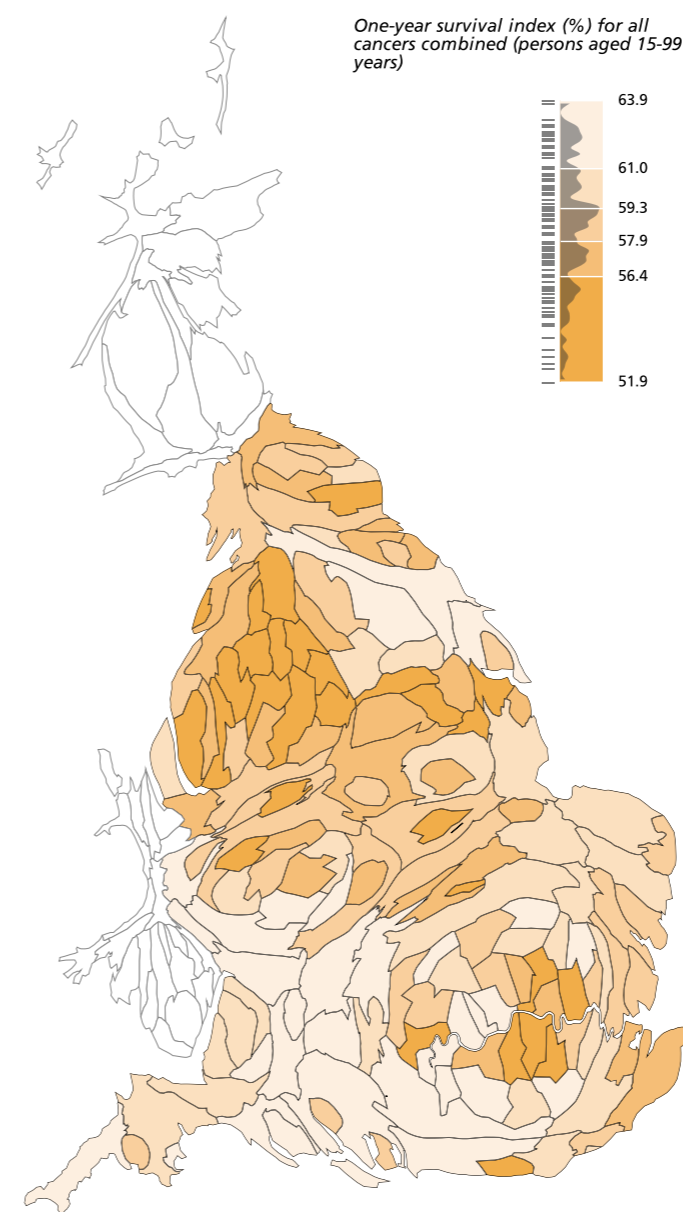 One-year survival index (%) for all
cancers combined (persons aged 15-99
years)
63.9
61.0
59.3
57.9
56.4
51.9